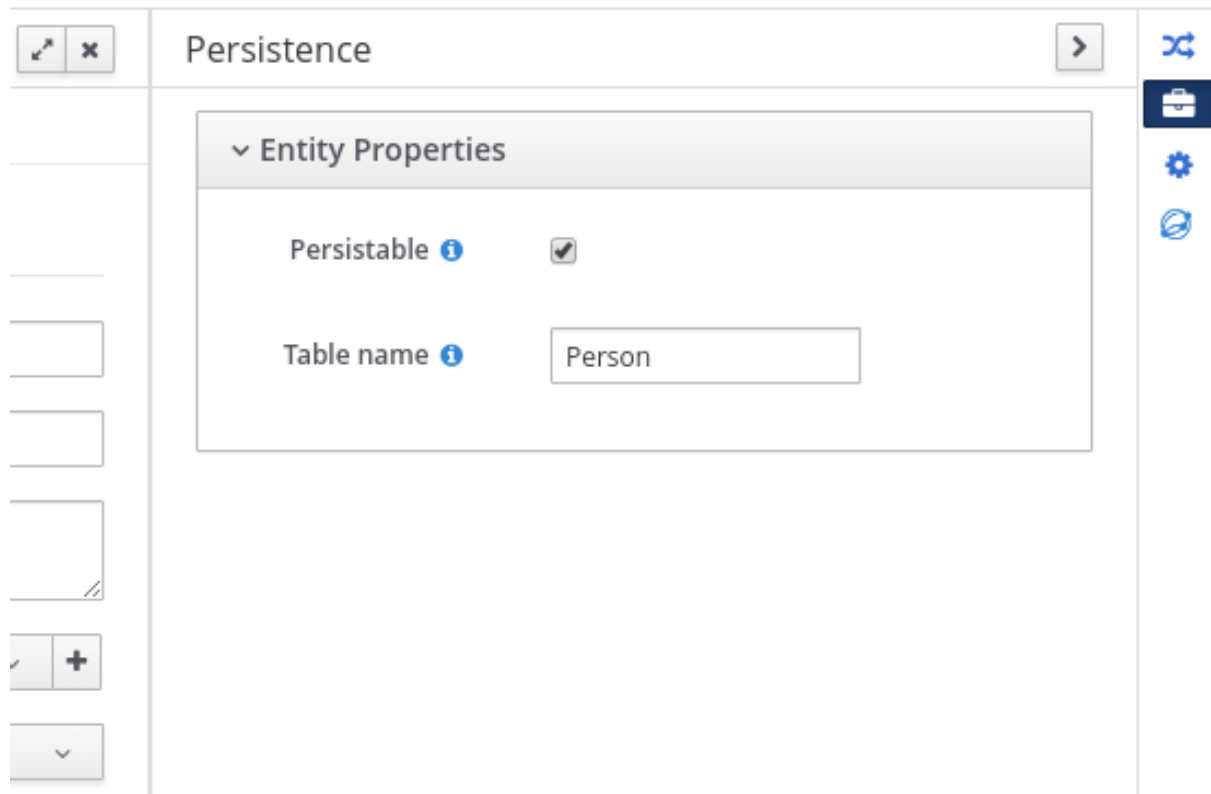 Persistence
Entity Properties
Persistable
Table name
Person